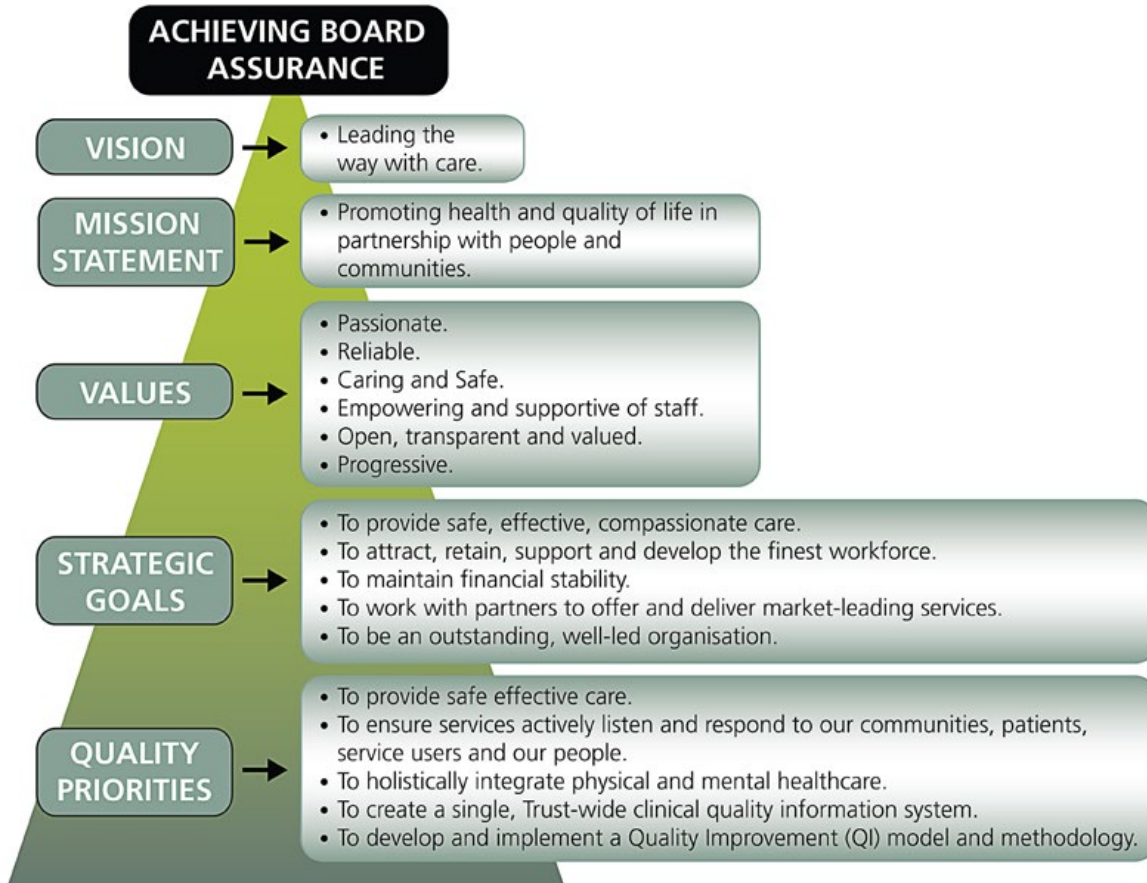 ACHIEVING BOARD
ASSURANCE
VISION
• Leading the
way with care.
MISSION
STATEMENT
• Promoting health and quality of life in
partnership with people and
communities.
VALUES
• Passionate.
• Reliable.
• Caring and Safe.
• Empowering and supportive of staff.
• Open, transparent and valued.
• Progressive.
STRATEGIC
GOALS
• To provide safe, effective, compassionate care.
• To attract, retain, support and develop the finest workforce.
• To maintain financial stability.
• To work with partners to offer and deliver market-leading services.
• To be an outstanding, well-led organisation.
QUALITY
PRIORITIES
• To provide safe effective care.
• To ensure services actively listen and respond to our communities, patients,
service users and our people.
• To holistically integrate physical and mental healthcare.
• To create a single, Trust-wide clinical quality information system.
• To develop and implement a Quality Improvement (QI) model and methodology.